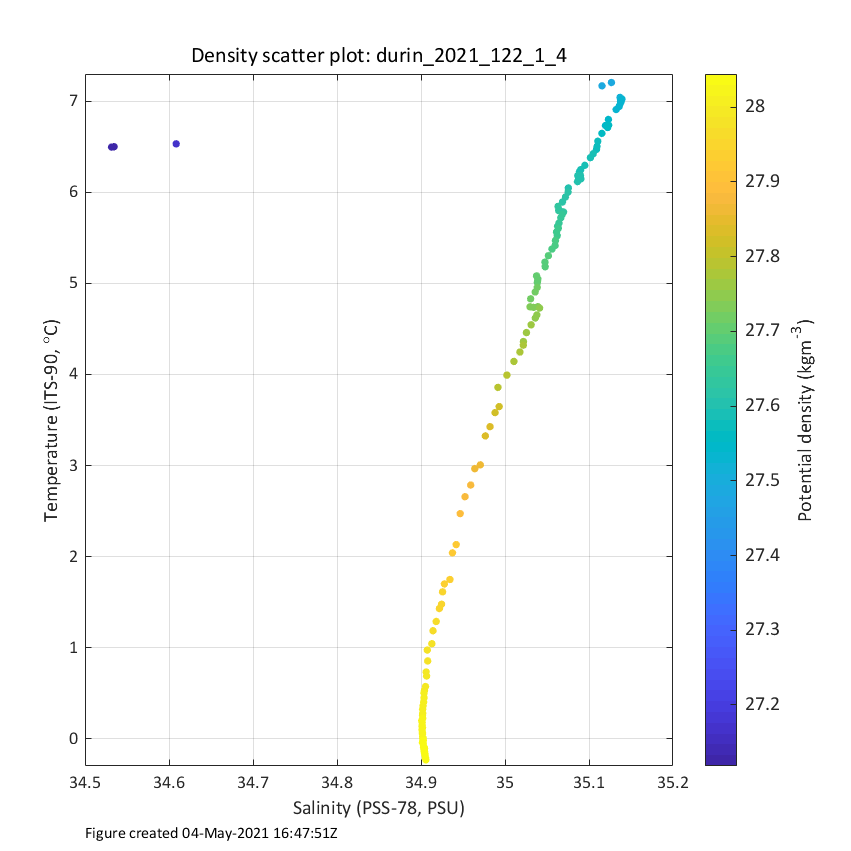 Density scatter plot: durin_2021_122_1_4
7
6
5
4
3
2
1
0
Temperature (ITS-90, °C)
34.5 34.6 34.7 34.8 34.9 35 35.1 35.2
Salinity (PSS-78, PSU)
28
27.9
27.8
27.7
27.6
27.5
27.4
27.3
27.2
Potential density (kgm-3)
Figure created 04-May-2021 16:47:51Z